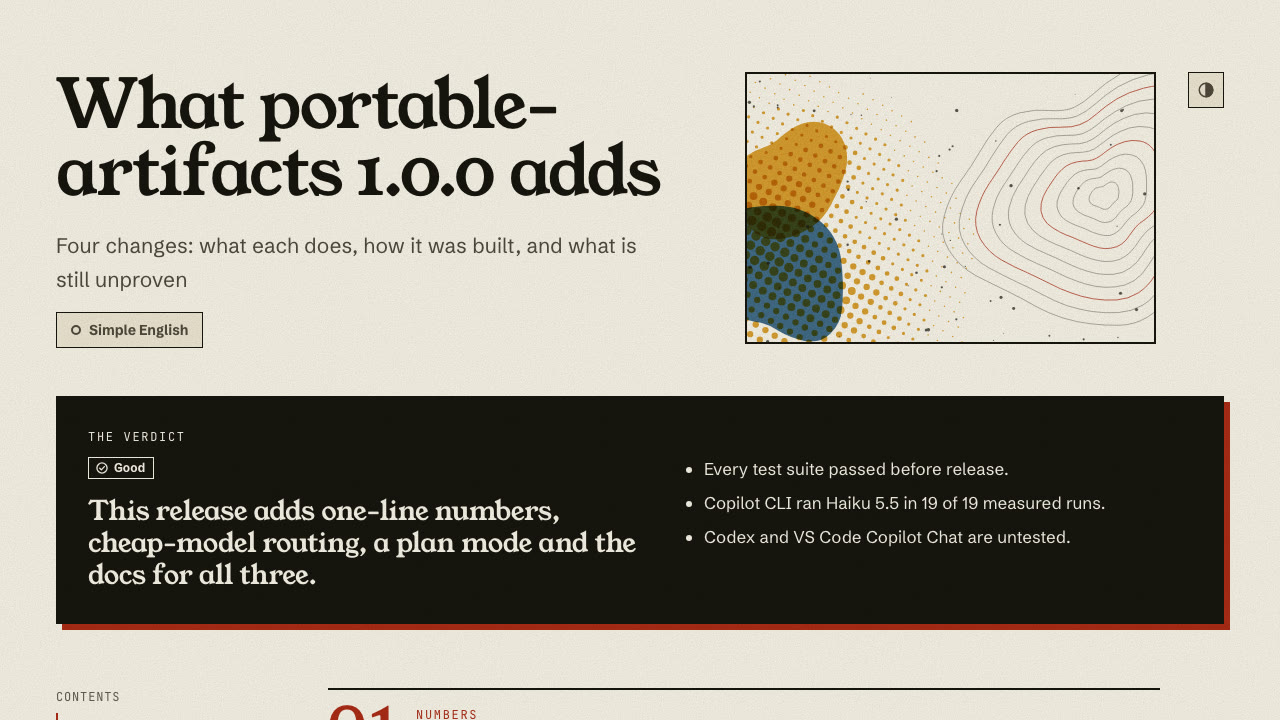 What portable-
artifacts 1.0.0 adds
Four changes: what each does, how it was built, and what is
still unproven
Simple English
THE VERDICT
Good
This release adds one-line numbers,
cheap-model routing, a plan mode and the
docs for all three.
Every test suite passed before release.
Copilot CLI ran Haiku 5.5 in 19 of 19 measured runs.
Codex and VS Code Copilot Chat are untested.
CONTENTS
01
NUMBERS